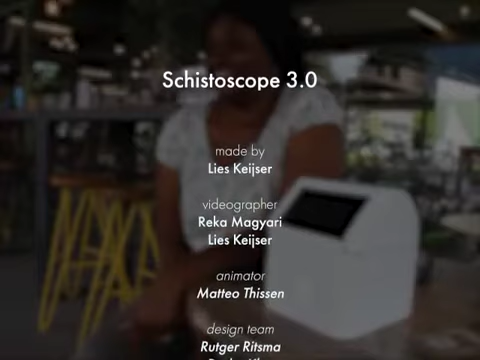 Schistoscope 3.0
made by
Lies Keijser
videographer
Reka Magyari
Lies Keijser
animator
Matteo Thissen
design team
Rutger Ritsma